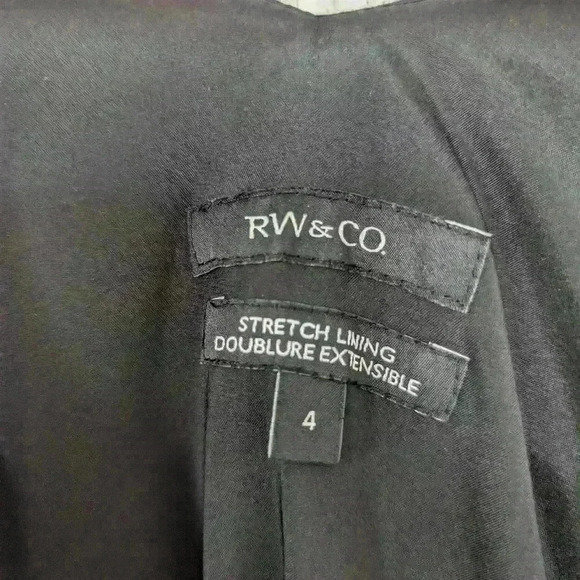 RW & CO.
STRETCH LINING
DOUBLURE EXTENSIBLE
4